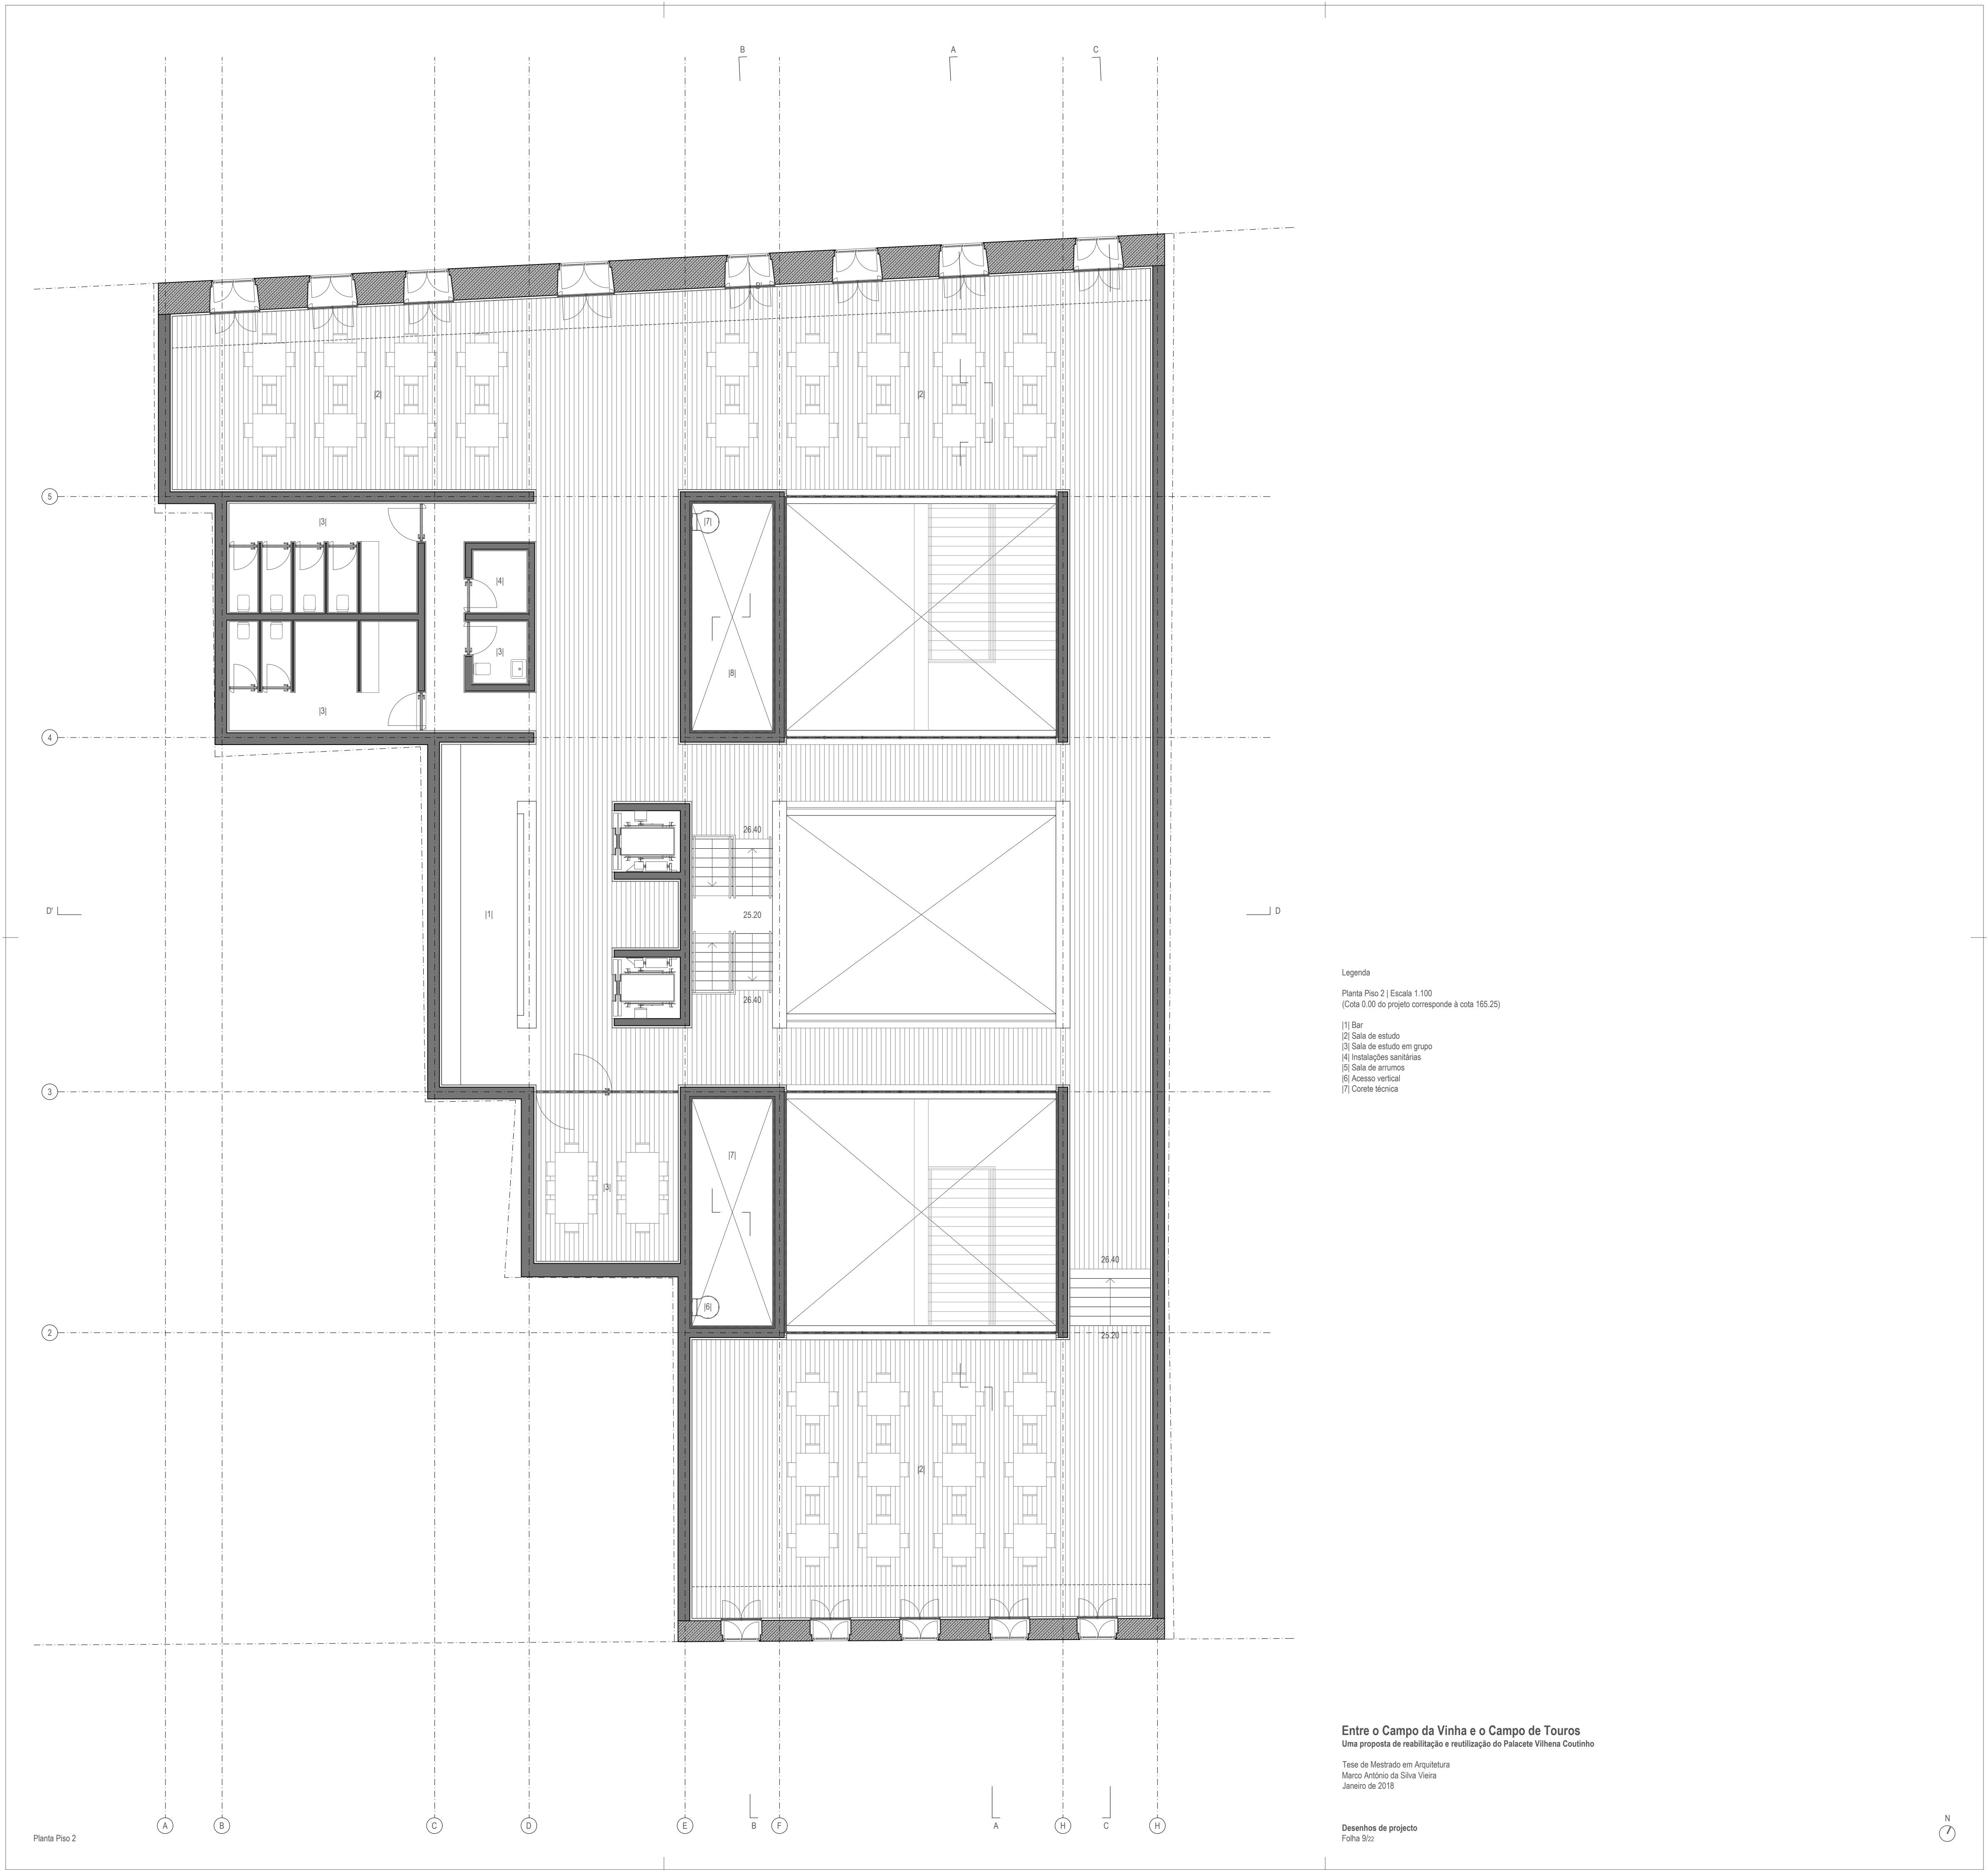 B
A
C
B'
|2|
|2|
5
|3|
|7|
|4|
|3|
|8|
|3|
4
26.40
D'
|1|
25.20
D
26.40
Legenda
Planta Piso 2 | Escala 1.100
(Cota 0.00 do projeto corresponde à cota 165.25)
|1| Bar
|2| Sala de estudo
|3| Sala de estudo em grupo
|4| Instalações sanitárias
|5| Sala de arrumos
|6| Acesso vertical
|7| Corete técnica
3
|7|
|3|
26.40
|6|
2
25.20
|2|
Entre o Campo da Vinha e o Campo de Touros
Uma proposta de reabilitação e reutilização do Palacete Vilhena Coutinho
Tese de Mestrado em Arquitetura
Marco António da Silva Vieira
Janeiro de 2018
A
B
C
D
E
B
F
A
H
C
H
Desenhos de projecto
Folha 9/22
N
Planta Piso 2